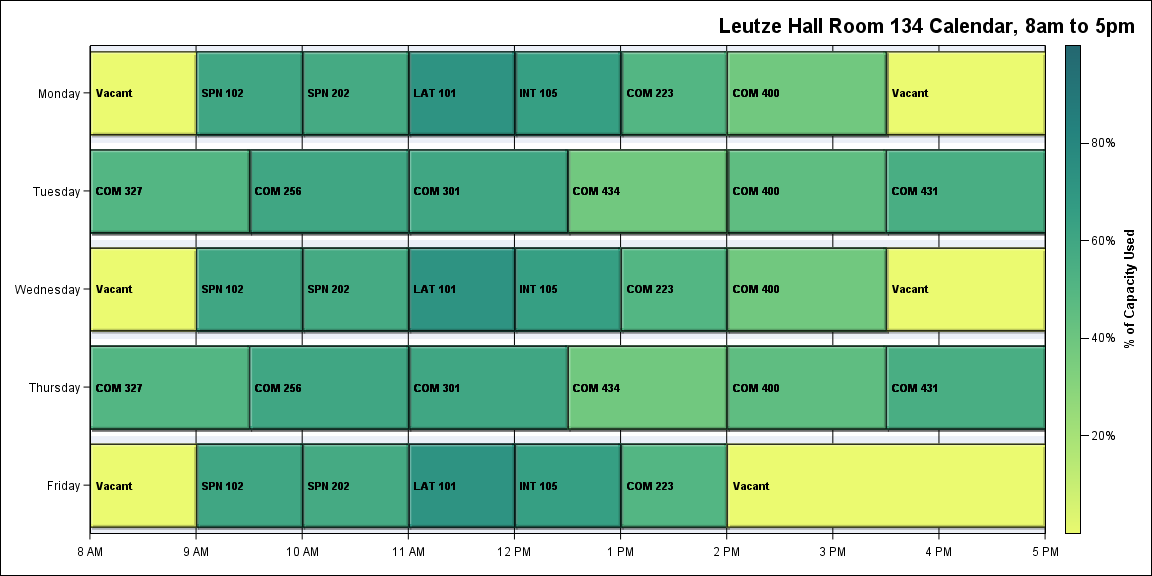 Leutze Hall Room 134 Calendar, 8am to 5pm
Monday
Vacant
SPN 102
SPN 202
LAT 101
INT 105
COM 223
COM 400
Vacant
Tuesday
COM 327
COM 256
COM 301
COM 434
COM 400
COM 431
Wednesday
Vacant
SPN 102
SPN 202
LAT 101
INT 105
COM 223
COM 400
Vacant
Thursday
COM 327
COM 256
COM 301
COM 434
COM 400
COM 431
Friday
Vacant
SPN 102
SPN 202
LAT 101
INT 105
COM 223
Vacant
8 AM
9 AM
10 AM
11 AM
12 PM
1 PM
2 PM
3 PM
4 PM
5 PM
80%
60%
40%
20%
% of Capacity Used